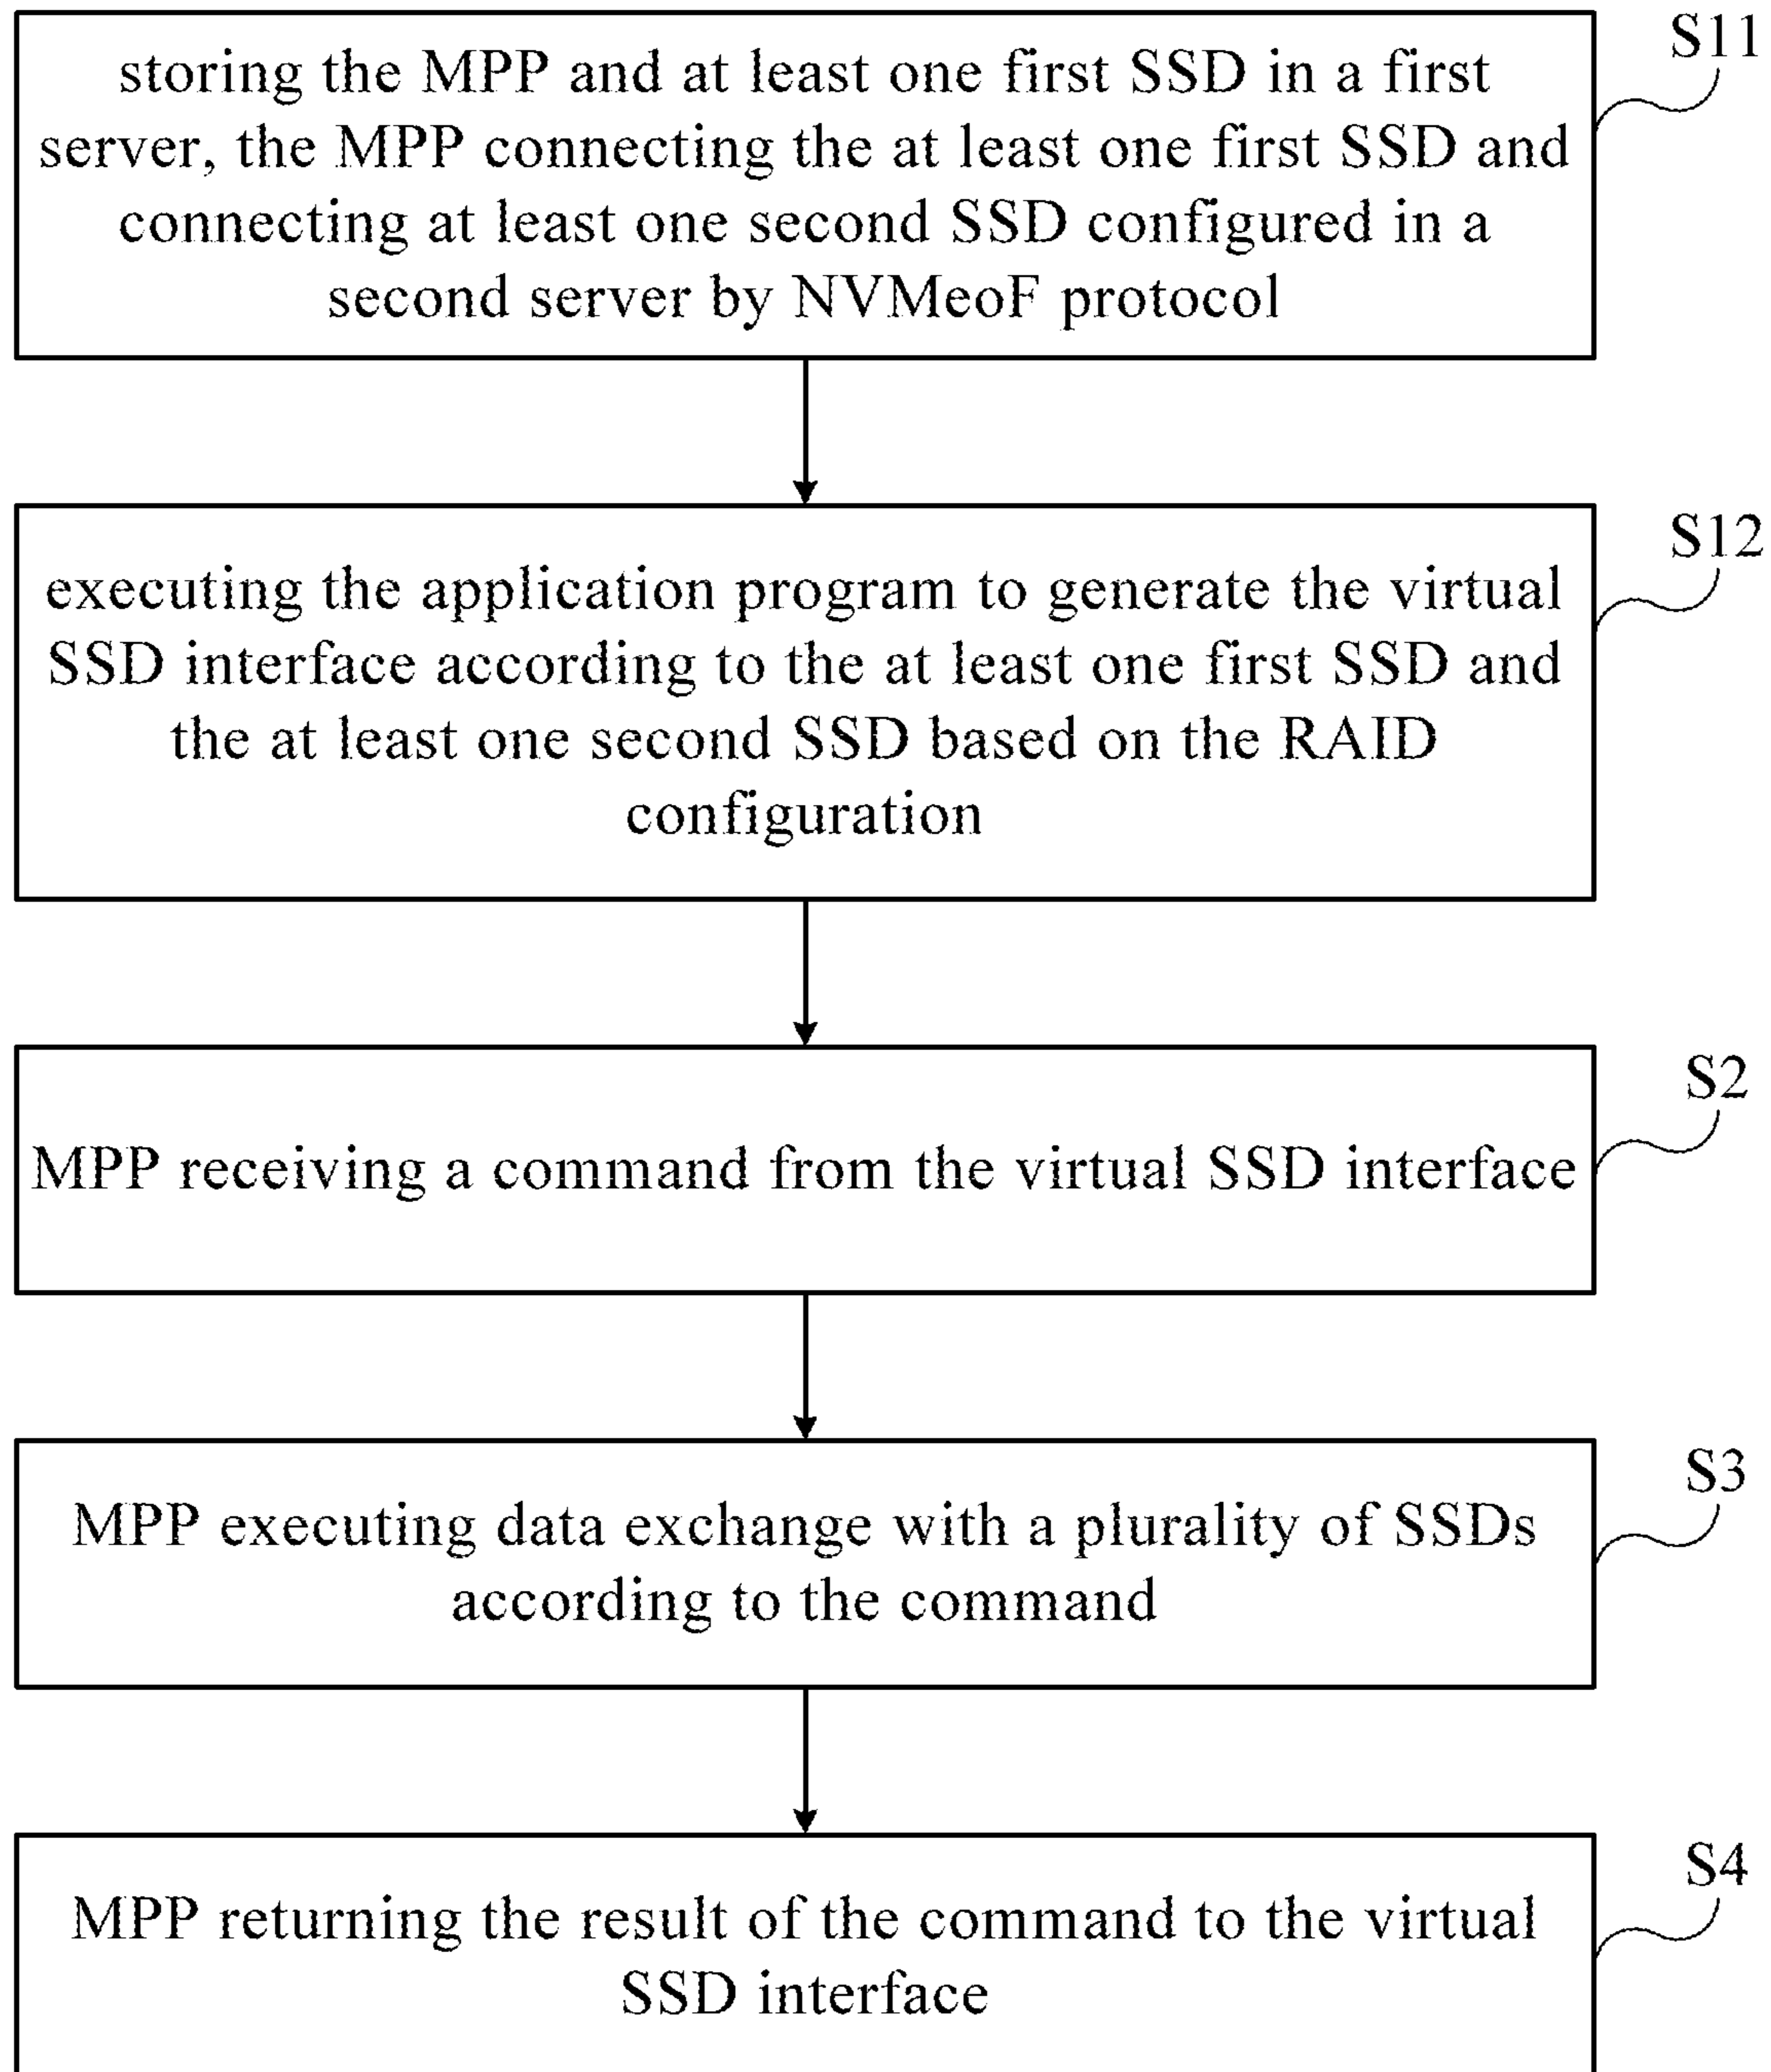 S11
storing the MPP and at least one first SSD in a first
server, the MPP connecting the at least one first SSD and
connecting at least one second SSD configured in a
second server by NVMeoF protocol
S12
executing the application program to generate the virtual
SSD interface according to the at least one first SSD and
the at least one second SSD based on the RAID
configuration
S2
MPP receiving a command from the virtual SSD interface
S3
MPP executing data exchange with a plurality of SSDs
according to the command
S4
MPP returning the result of the command to the virtual
SSD interface